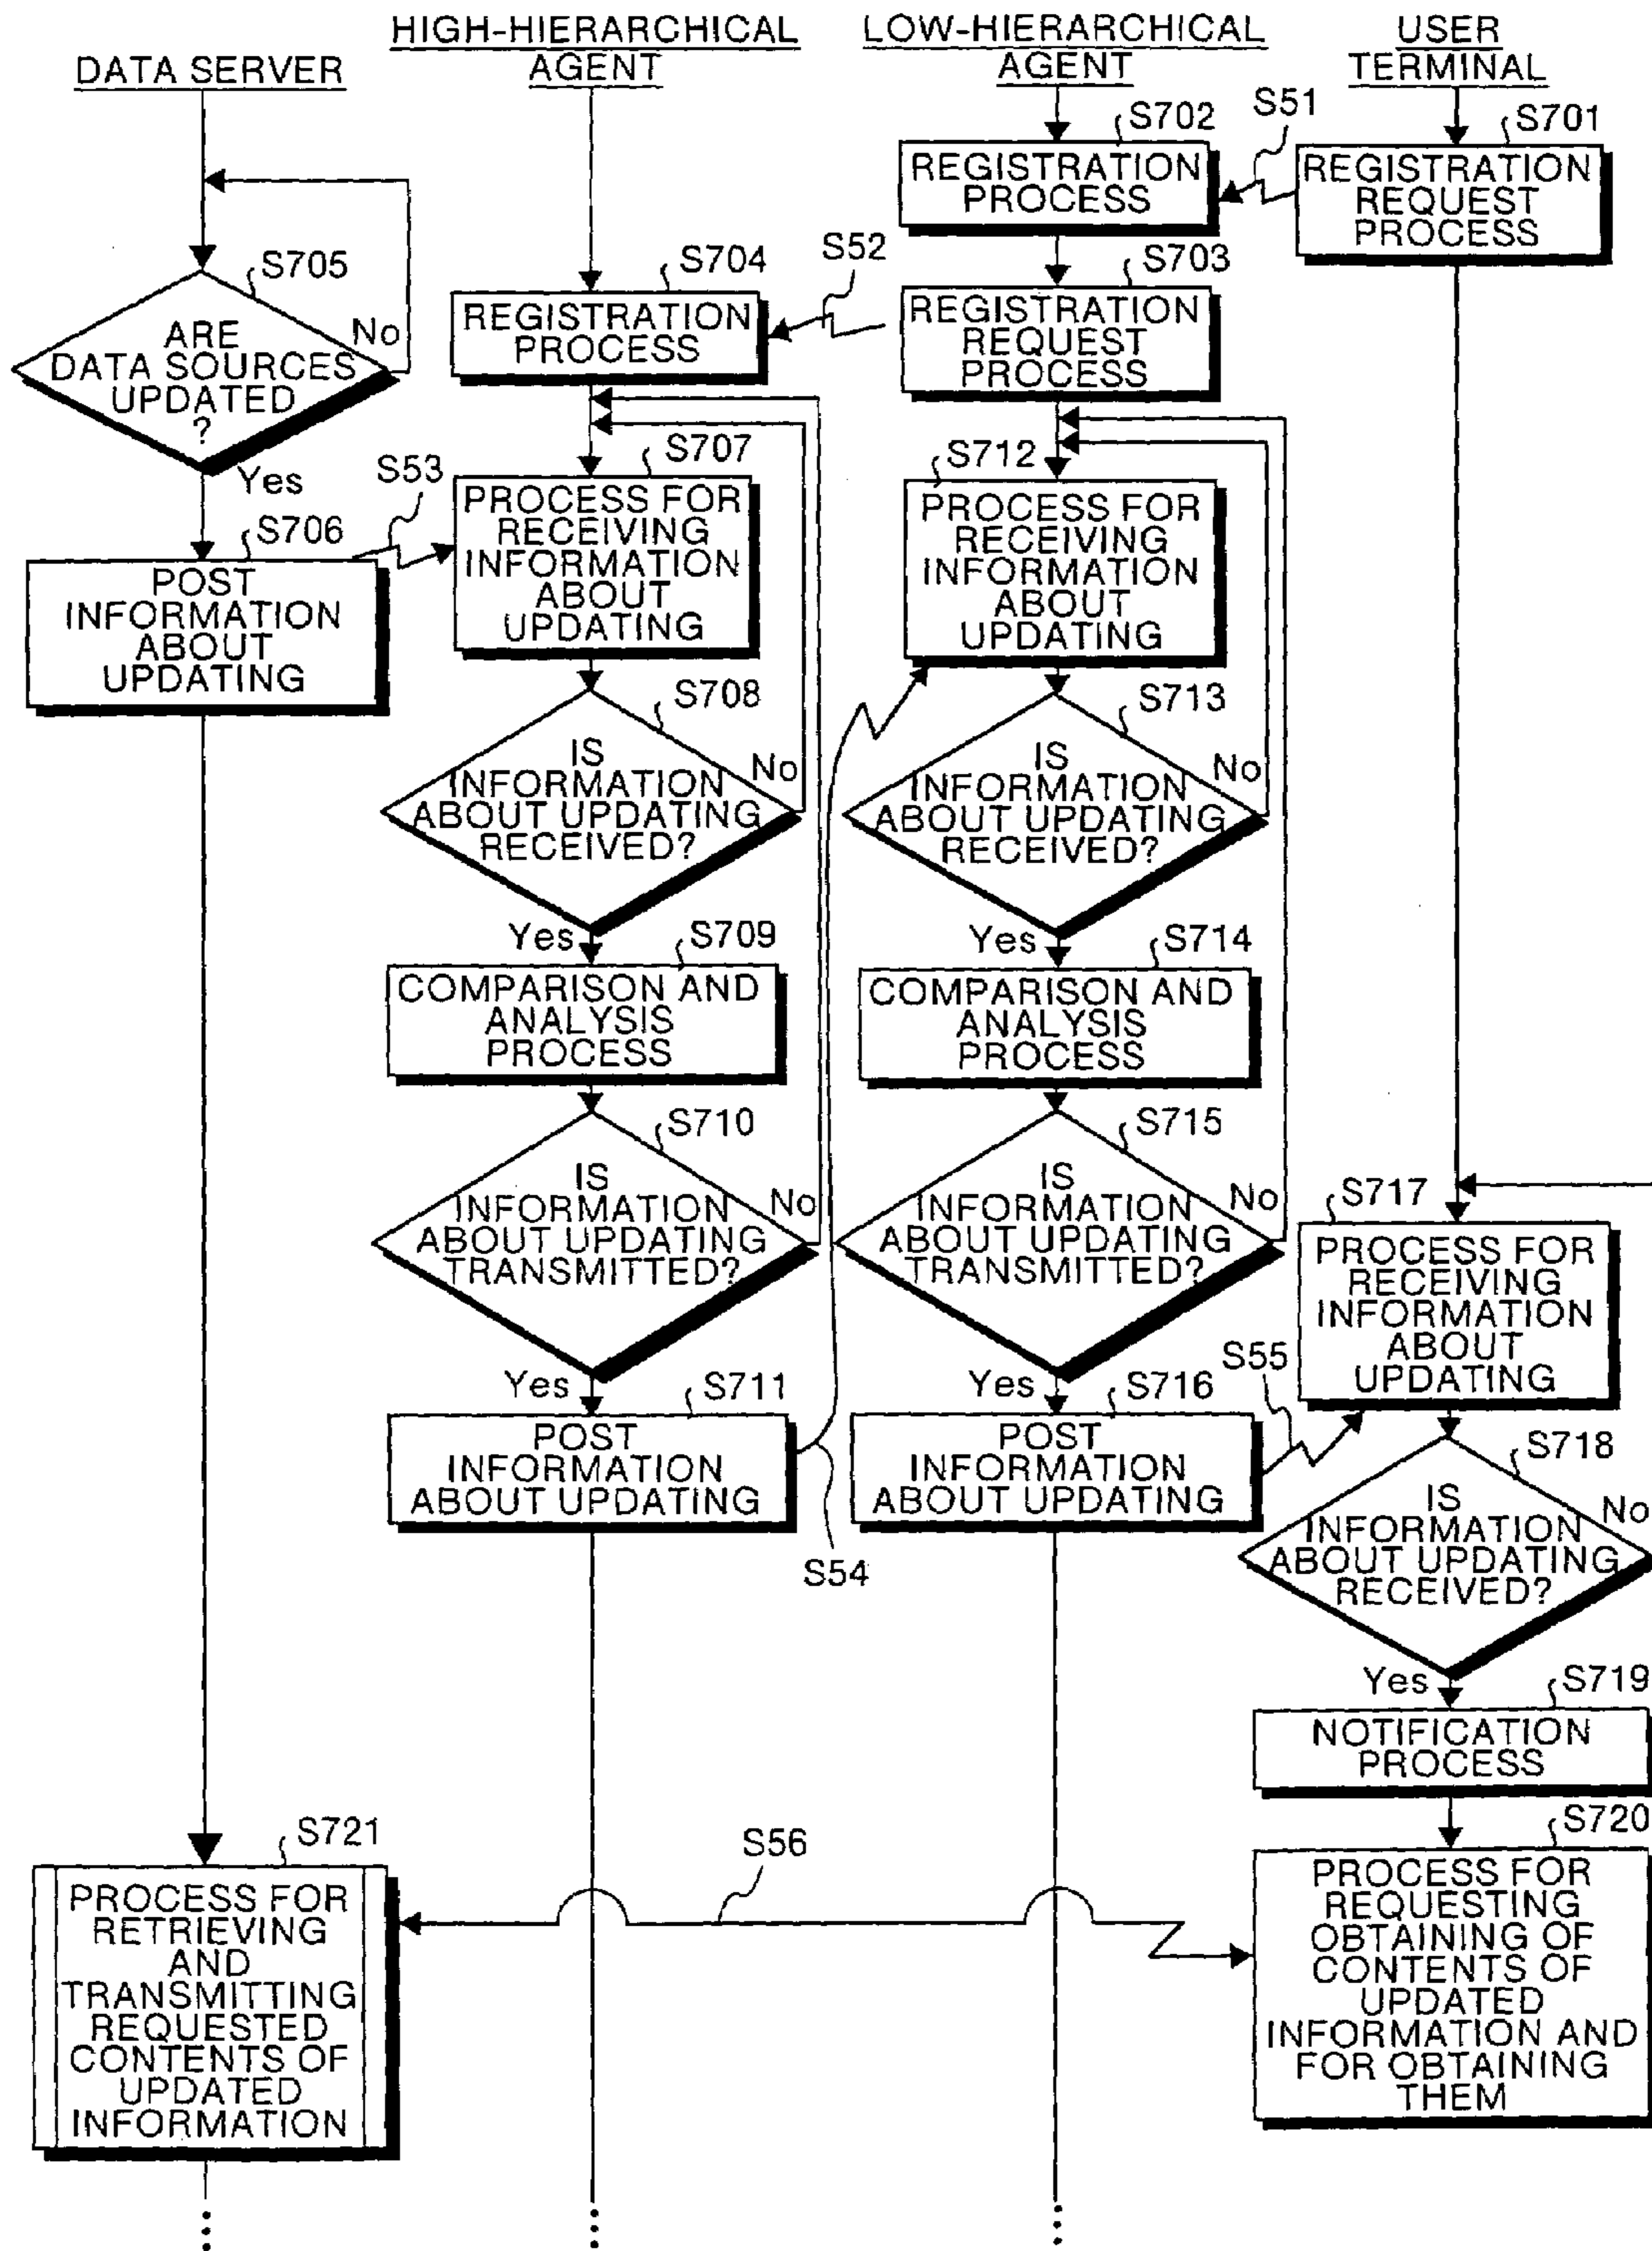 DATA SERVER
HIGH-HIERARCHICAL
AGENT
LOW-HIERARCHICAL
AGENT
USER
TERMINAL
S701
REGISTRATION
REQUEST
PROCESS
S51
S702
REGISTRATION
PROCESS
S703
REGISTRATION
REQUEST
PROCESS
S52
S704
REGISTRATION
PROCESS
S705
ARE
DATA SOURCES
UPDATED
?
No
Yes
S706
POST
INFORMATION
ABOUT
UPDATING
S53
S707
PROCESS FOR
RECEIVING
INFORMATION
ABOUT
UPDATING
S708
IS
INFORMATION
ABOUT UPDATING
RECEIVED?
No
Yes
S709
COMPARISON AND
ANALYSIS
PROCESS
S710
IS
INFORMATION
ABOUT UPDATING
TRANSMITTED?
No
Yes
S711
POST
INFORMATION
ABOUT UPDATING
S54
S712
PROCESS FOR
RECEIVING
INFORMATION
ABOUT
UPDATING
S713
IS
INFORMATION
ABOUT UPDATING
RECEIVED?
No
Yes
S714
COMPARISON AND
ANALYSIS
PROCESS
S715
IS
INFORMATION
ABOUT UPDATING
TRANSMITTED?
No
Yes
S716
POST
INFORMATION
ABOUT UPDATING
S55
S717
PROCESS FOR
RECEIVING
INFORMATION
ABOUT
UPDATING
S718
IS
INFORMATION
ABOUT UPDATING
RECEIVED?
No
Yes
S719
NOTIFICATION
PROCESS
S720
PROCESS FOR
REQUESTING
OBTAINING OF
CONTENTS OF
UPDATED
INFORMATION AND
FOR OBTAINING
THEM
S56
S721
PROCESS FOR
RETRIEVING
AND
TRANSMITTING
REQUESTED
CONTENTS OF
UPDATED
INFORMATION